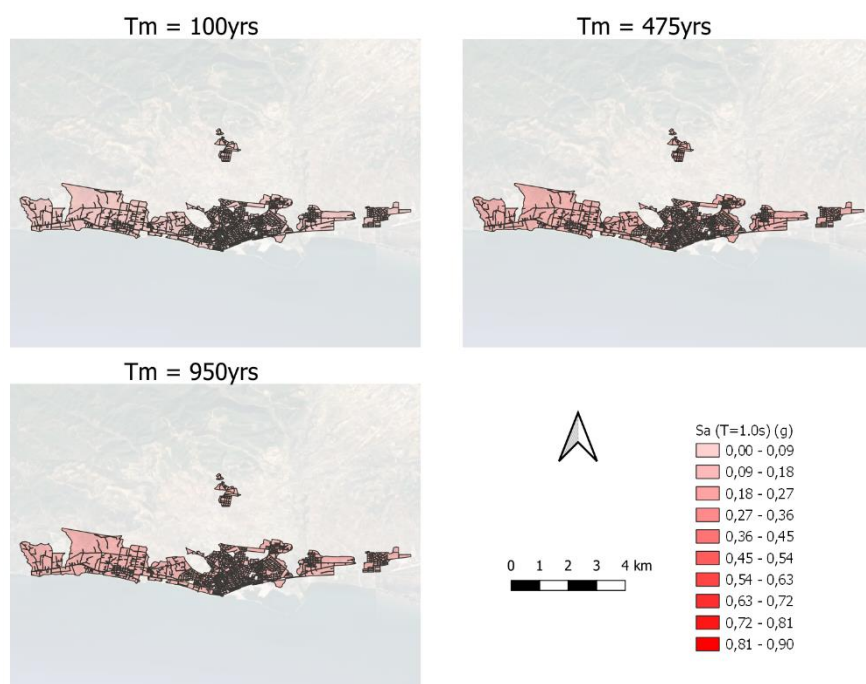 Tm = 100yrs
Tm = 475yrs
Tm = 950yrs
Sa (T=1.0s) (g)
0,00 - 0,09
0,09 - 0,18
0,18 - 0,27
0,27 - 0,36
0,36 - 0,45
0,45 - 0,54
0,54 - 0,63
0,63 - 0,72
0,72 - 0,81
0,81 - 0,90
0 1 2 3 4 km